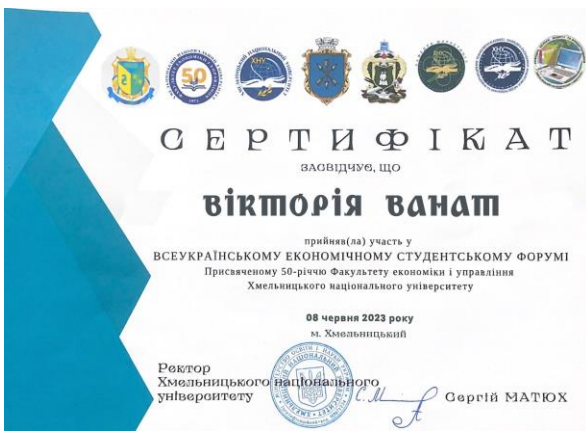 СЕРТИФІКАТ
ЗАСВІДЧУЄ, ЩО
ВІКТОРІЯ ВАНАТ
прийняв(ла) участь у
ВСЕУКРАЇНСЬКОМУ ЕКОНОМІЧНОМУ СТУДЕНТСЬКОМУ ФОРУМІ
Присвяченому 50-річчю Факультету економіки і управління
Хмельницького національного університету
08 червня 2023 року
м. Хмельницький
Ректор
Хмельницького національного
університету
Сергій МАТЮХ